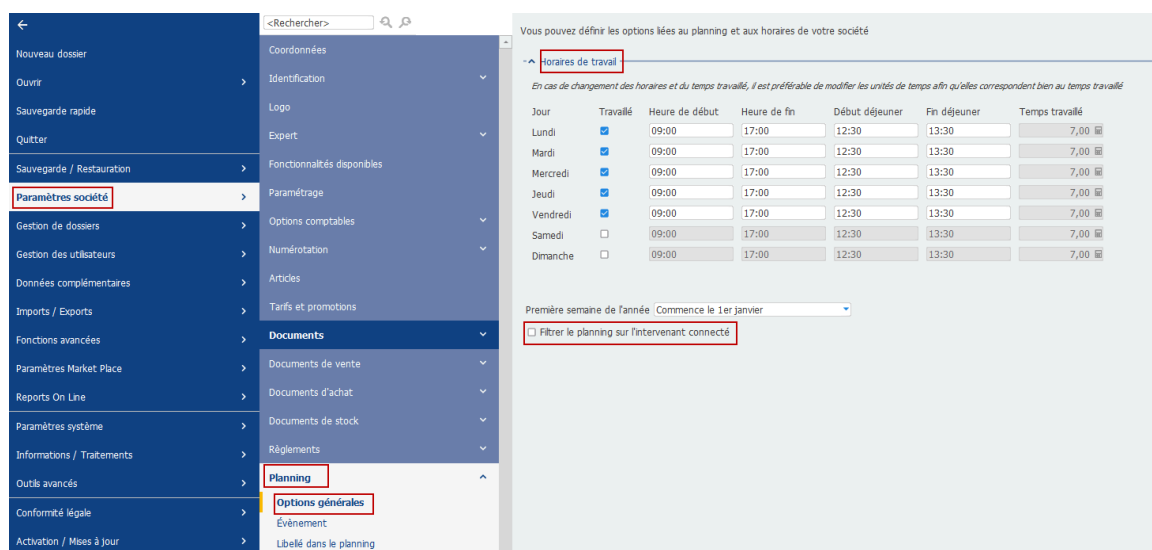 Nouveau dossier
Ouvrir
Sauvegarde rapide
Quitter
Sauvegarde / Restauration
Paramètres société
Gestion de dossiers
Gestion des utilisateurs
Données complémentaires
Imports / Exports
Fonctions avancées
Paramètres Market Place
Reports On Line
Paramètres système
Informations / Traitements
Outils avancés
Conformité légale
Activation / Mises à jour
<Rechercher>
Coordonnées
Identification
Logo
Expert
Fonctionnalités disponibles
Paramétrage
Options comptables
Numérotation
Articles
Tarifs et promotions
Documents
Documents de vente
Documents d'achat
Documents de stock
Règlements
Planning
Options générales
Évènement
Libellé dans le planning
Vous pouvez définir les options liées au planning et aux horaires de votre société
Horaires de travail
En cas de changement des horaires et du temps travaillé, il est préférable de modifier les unités de temps afin qu'elles correspondent bien au temps travaillé
Jour Travaillé Heure de début Heure de fin Début déjeuner Fin déjeuner Temps travaillé
Lundi 09:00 17:00 12:30 13:30 7,00
Mardi 09:00 17:00 12:30 13:30 7,00
Mercredi 09:00 17:00 12:30 13:30 7,00
Jeudi 09:00 17:00 12:30 13:30 7,00
Vendredi 09:00 17:00 12:30 13:30 7,00
Samedi 09:00 17:00 12:30 13:30 7,00
Dimanche 09:00 17:00 12:30 13:30 7,00
Première semaine de l'année Commence le 1er janvier
Filtrer le planning sur l'intervenant connecté